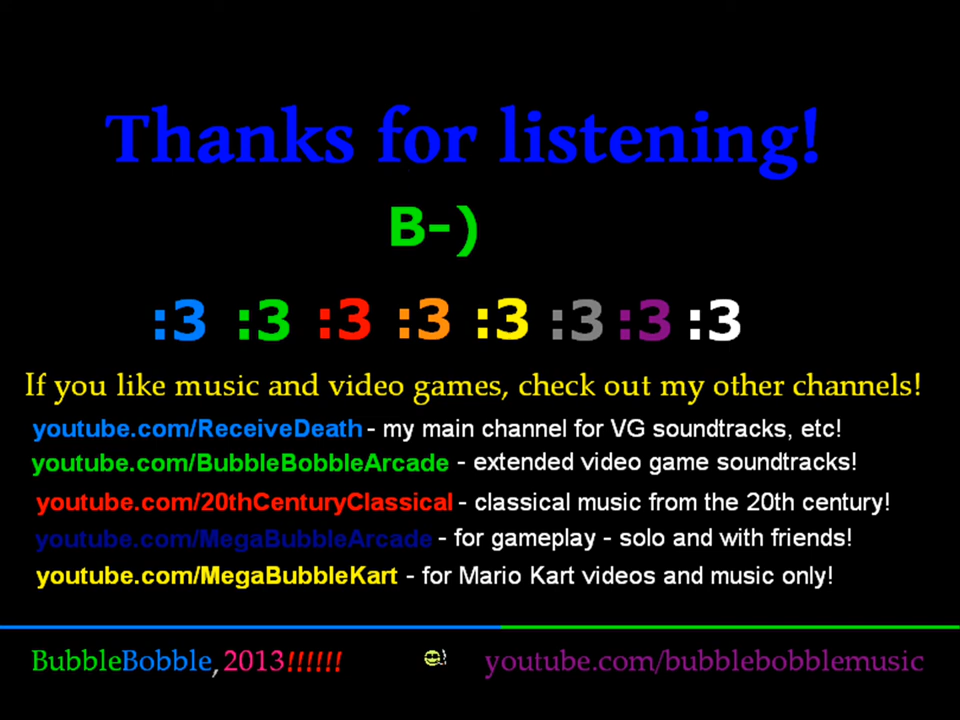 Thanks for listening!
B-)
:3 :3 :3 :3 :3 :3 :3 :3
If you like music and video games, check out my other channels!
youtube.com/ReceiveDeath - my main channel for VG soundtracks, etc!
youtube.com/BubbleBobbleArcade - extended video game soundtracks!
youtube.com/20thCenturyClassical - classical music from the 20th century!
youtube.com/MegaBubbleArcade - for gameplay - solo and with friends!
youtube.com/MegaBubbleKart - for Mario Kart videos and music only!
BubbleBobble, 2013!!!!!! youtube.com/bubblebobblemusic